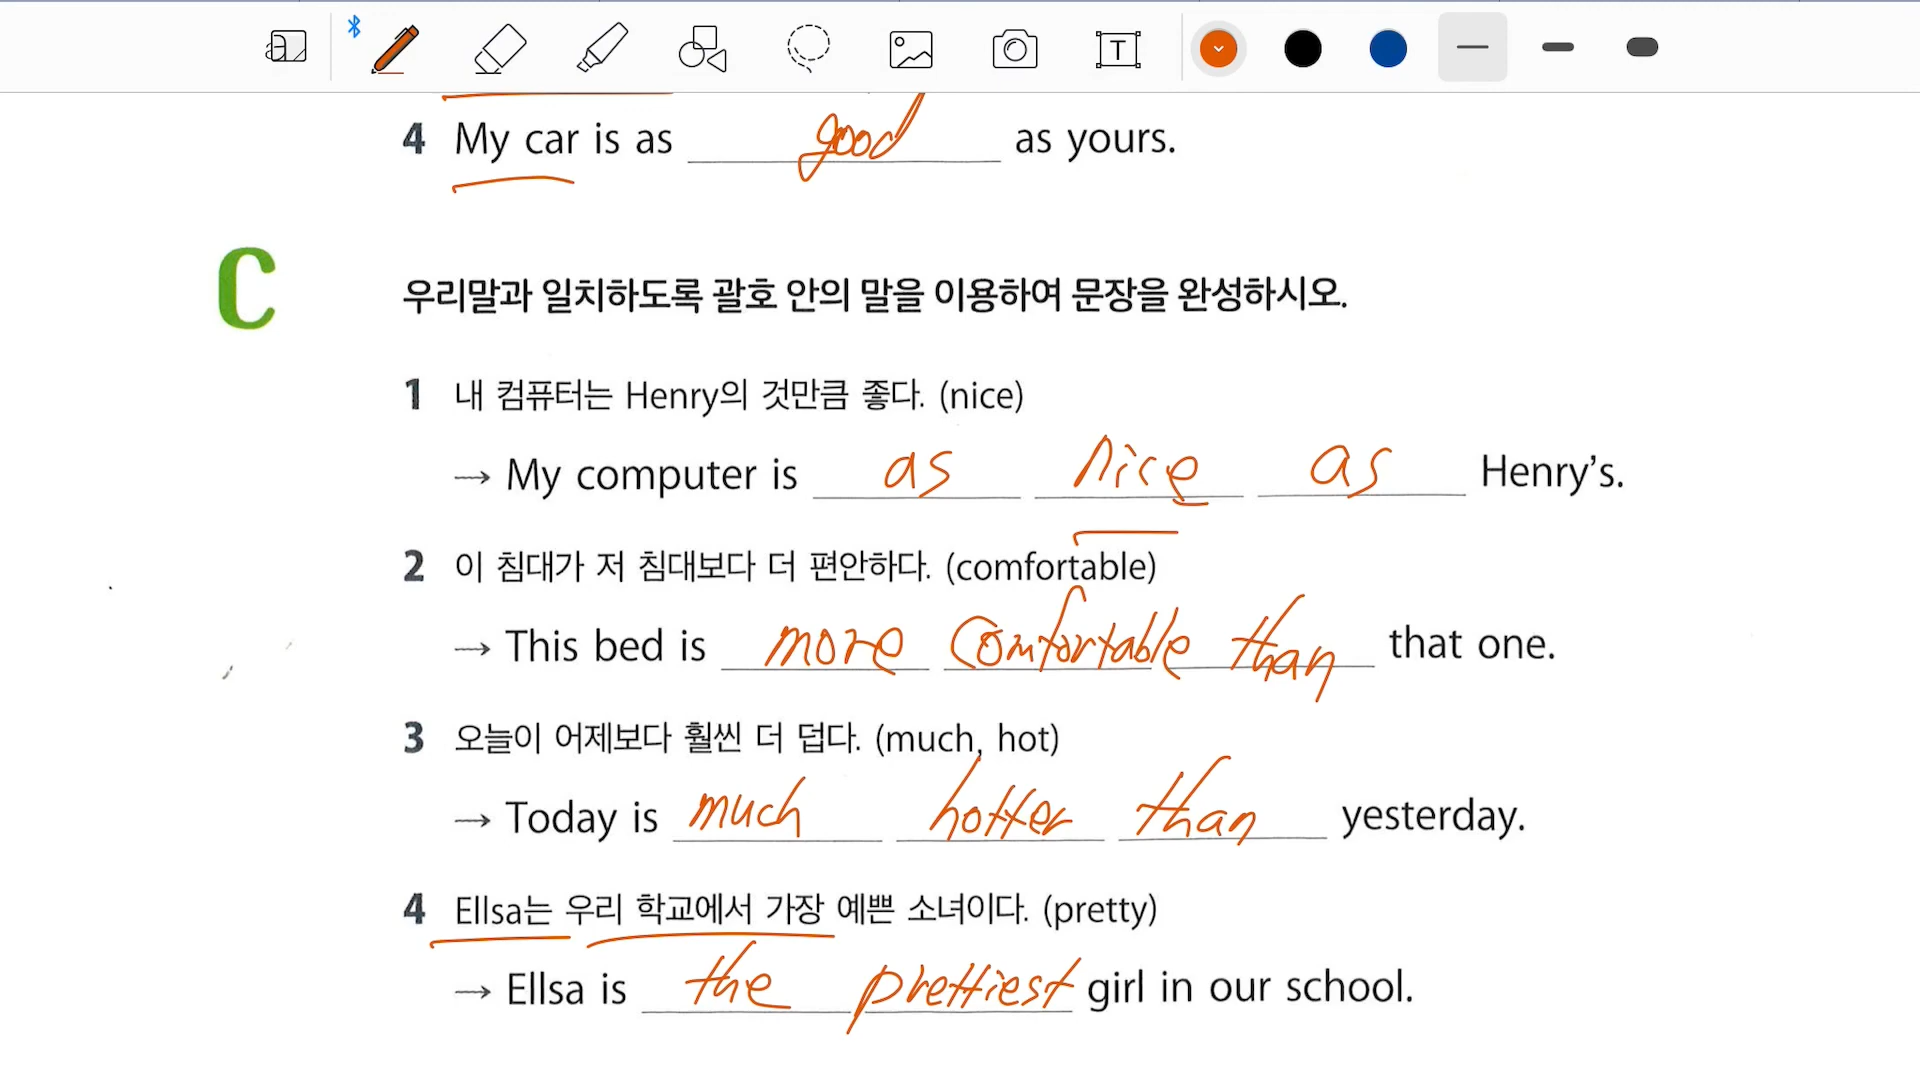 4 My car is as good as yours.
C 우리말과 일치하도록 괄호 안의 말을 이용하여 문장을 완성하시오.
1 내 컴퓨터는 Henry의 것만큼 좋다. (nice)
→ My computer is as nice as Henry's.
2 이 침대가 저 침대보다 더 편안하다. (comfortable)
→ This bed is more comfortable than that one.
3 오늘이 어제보다 훨씬 더 덥다. (much, hot)
→ Today is much hotter than yesterday.
4 Ellsa는 우리 학교에서 가장 예쁜 소녀이다. (pretty)
→ Ellsa is the prettiest girl in our school.